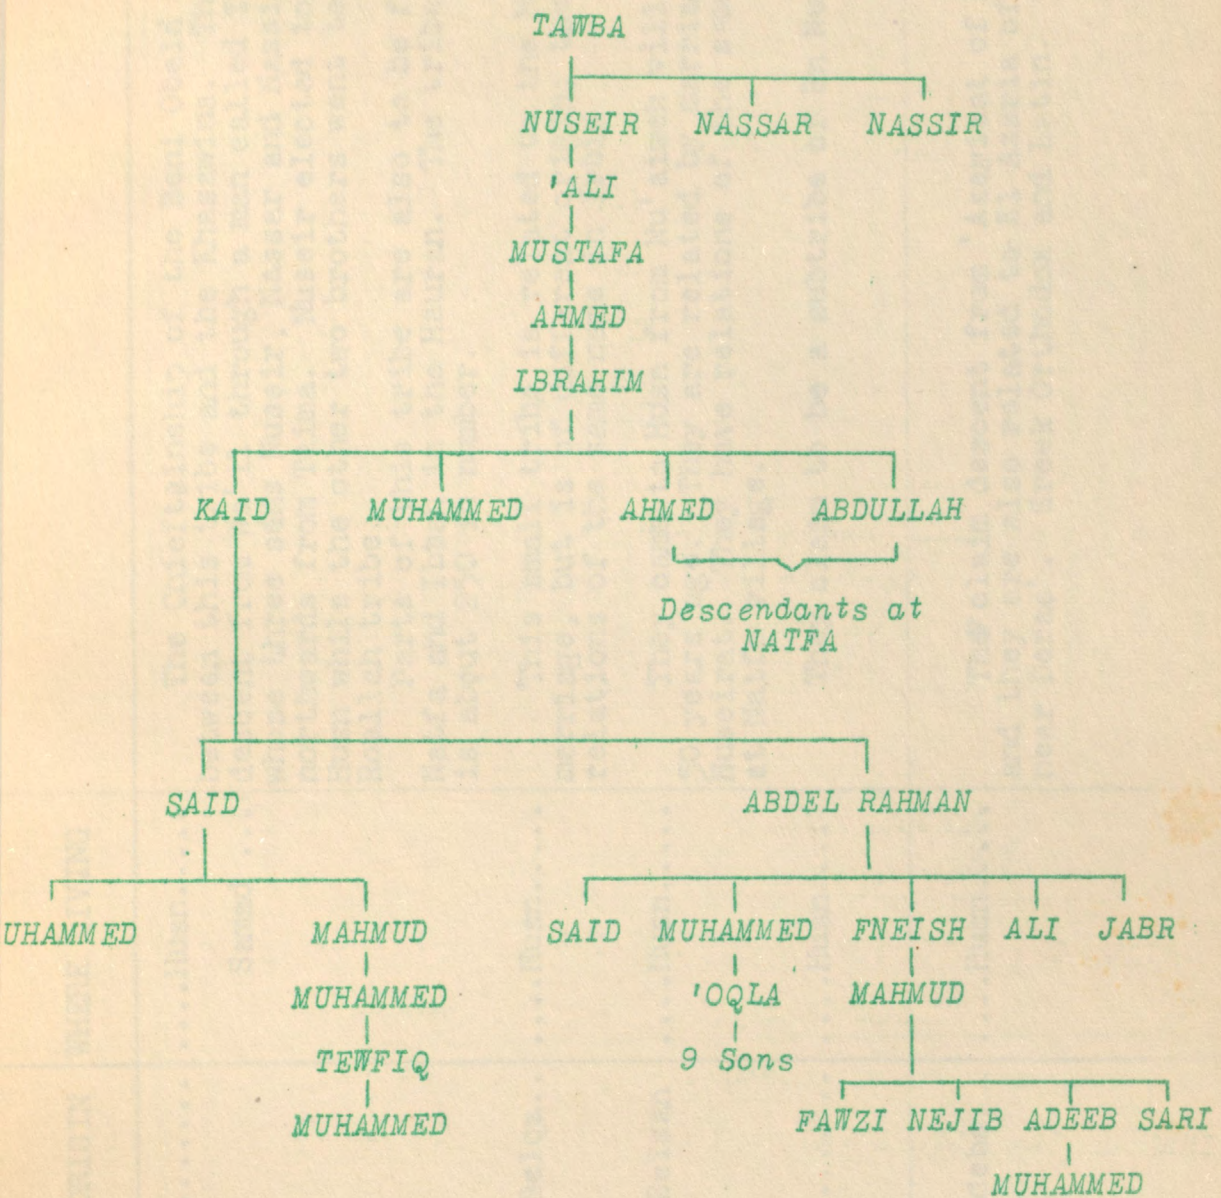 TAWBA
NUSEIR NASSAR NASSIR
'ALI
MUSTAFA
AHMED
IBRAHIM
KAID MUHAMMED AHMED ABDULLAH
Descendants at
NATFA
SAID ABDEL RAHMAN
UHAMMED MAHMUD SAID MUHAMMED FNEISH ALI JABR
MUHAMMED 'OQLA MAHMUD
TEWFIQ 9 Sons
MUHAMMED FAWZI NEJIB ADEEB SARI
MUHAMMED